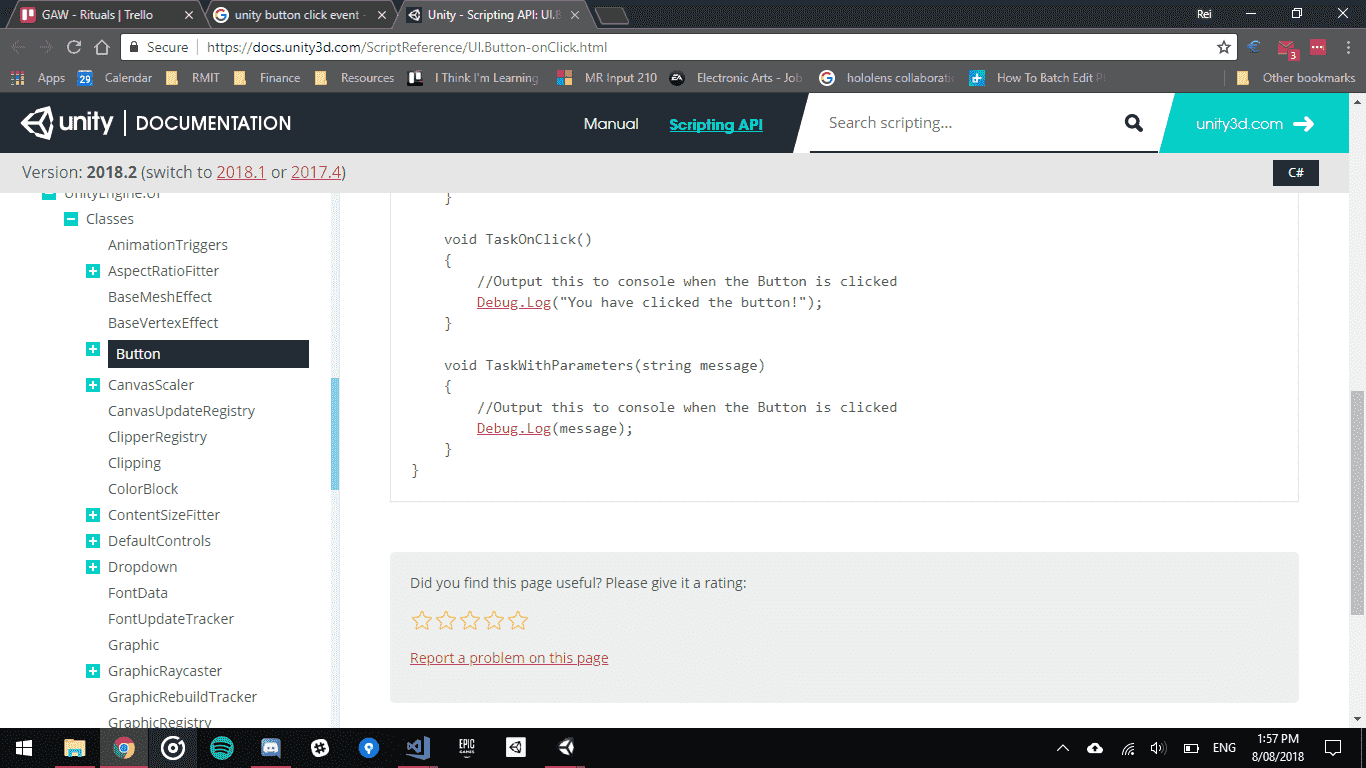 GAW - Rituals | Trello
unity button click event -
Unity - Scripting API: UI.B
Rei
Secure
https://docs.unity3d.com/ScriptReference/UI.Button-onClick.html
3
Apps
29
Calendar
RMIT
Finance
Resources
I Think I'm Learning
MR Input 210
EA
Electronic Arts - Job
hololens collaborati
How To Batch Edit P
Other bookmarks
unity | DOCUMENTATION
Manual
Scripting API
Search scripting...
unity3d.com
Version: 2018.2 (switch to 2018.1 or 2017.4)
C#
UnityEngine.UI
Classes
AnimationTriggers
AspectRatioFitter
BaseMeshEffect
BaseVertexEffect
Button
CanvasScaler
CanvasUpdateRegistry
ClipperRegistry
Clipping
ColorBlock
ContentSizeFitter
DefaultControls
Dropdown
FontData
FontUpdateTracker
Graphic
GraphicRaycaster
GraphicRebuildTracker
GraphicRegistry
}
void TaskOnClick()
{
//Output this to console when the Button is clicked
Debug.Log("You have clicked the button!");
}
void TaskWithParameters(string message)
{
//Output this to console when the Button is clicked
Debug.Log(message);
}
}
Did you find this page useful? Please give it a rating:
Report a problem on this page
EPIC
GAMES
ENG
1:57 PM
8/08/2018